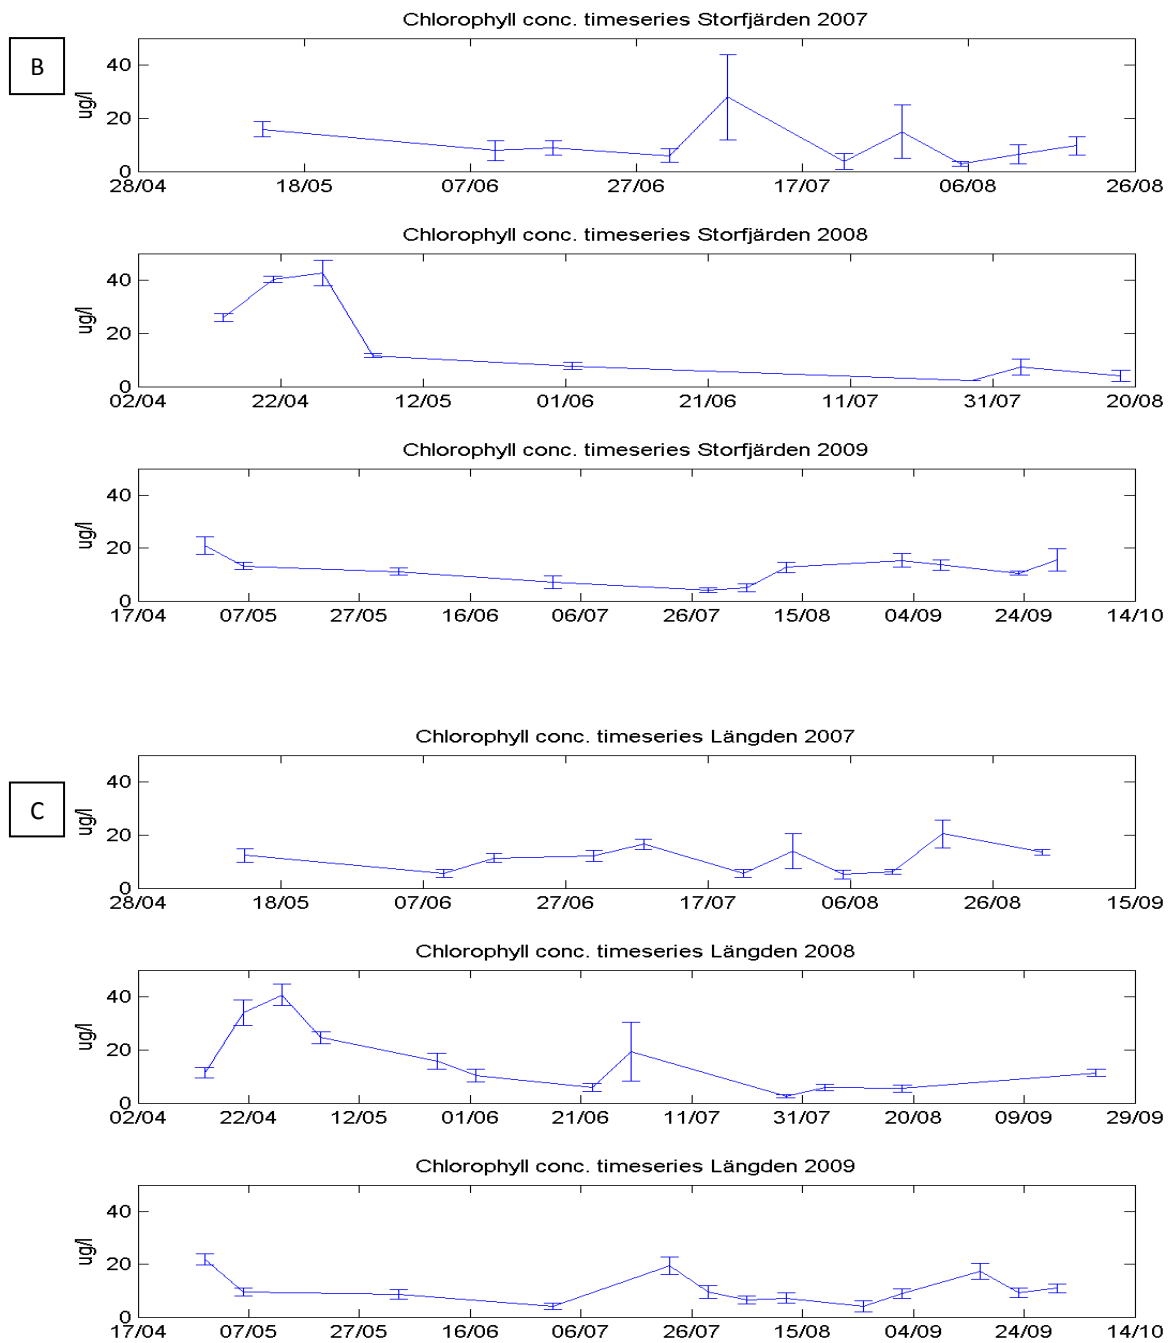 Chlorophyll conc. timeseries Storfjärden 2007
B
ug/l
40
20
0
28/04 18/05 07/06 27/06 17/07 06/08 26/08
Chlorophyll conc. timeseries Storfjärden 2008
ug/l
40
20
0
02/04 22/04 12/05 01/06 21/06 11/07 31/07 20/08
Chlorophyll conc. timeseries Storfjärden 2009
ug/l
40
20
0
17/04 07/05 27/05 16/06 06/07 26/07 15/08 04/09 24/09 14/10
Chlorophyll conc. timeseries Längden 2007
C
ug/l
40
20
0
28/04 18/05 07/06 27/06 17/07 06/08 26/08 15/09
Chlorophyll conc. timeseries Längden 2008
ug/l
40
20
0
02/04 22/04 12/05 01/06 21/06 11/07 31/07 20/08 09/09 29/09
Chlorophyll conc. timeseries Längden 2009
ug/l
40
20
0
17/04 07/05 27/05 16/06 06/07 26/07 15/08 04/09 24/09 14/10